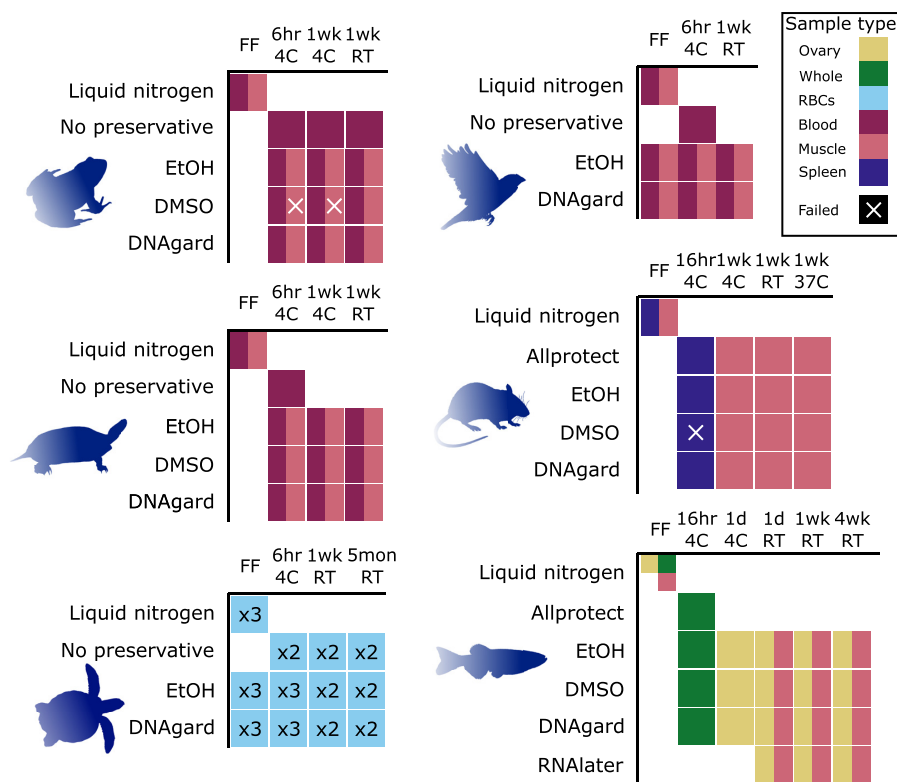 FF 6hr 1wk 1wk
4C 4C RT
Liquid nitrogen
No preservative
EtOH
DMSO
DNAgard
FF 6hr 1wk
4C RT
Liquid nitrogen
No preservative
EtOH
DNAgard
Sample type
Ovary
Whole
RBCs
Blood
Muscle
Spleen
Failed
FF 6hr 1wk 1wk
4C 4C RT
Liquid nitrogen
No preservative
EtOH
DMSO
DNAgard
FF 16hr 1wk 1wk 1wk
4C 4C RT 37C
Liquid nitrogen
Allprotect
EtOH
DMSO
DNAgard
FF 6hr 1wk 5mon
4C RT RT
Liquid nitrogen x3
No preservative x2 x2 x2
EtOH x3 x3 x2 x2
DNAgard x3 x3 x2 x2
FF 16hr 1d 1d 1wk 4wk
4C 4C RT RT RT
Liquid nitrogen
Allprotect
EtOH
DMSO
DNAgard
RNAlater